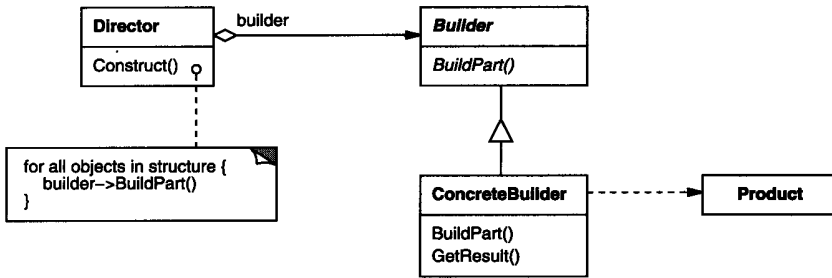 Director
Construct()
builder
Builder
BuildPart()
for all objects in structure {
builder->BuildPart()
}
ConcreteBuilder
BuildPart()
GetResult()
Product